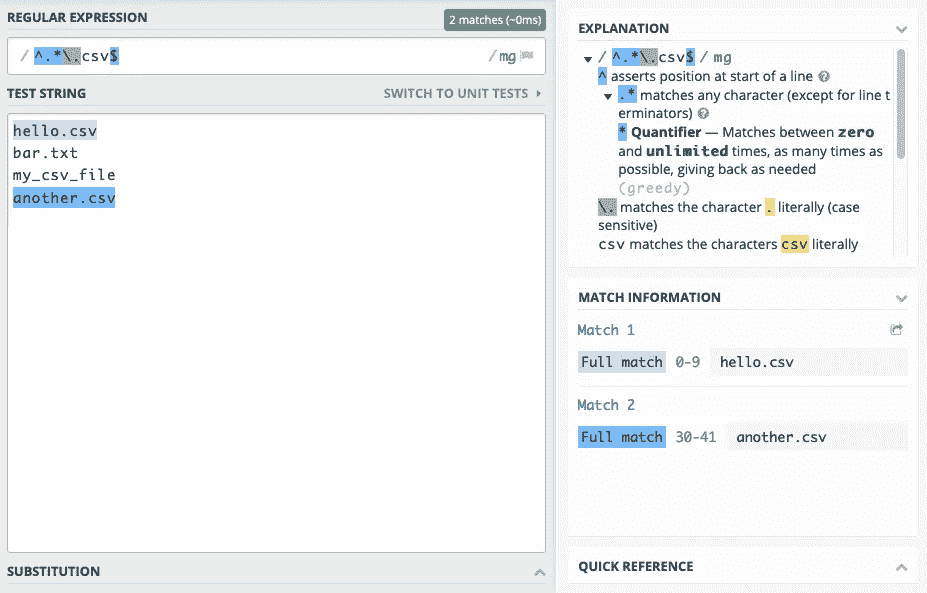 REGULAR EXPRESSION
2 matches (~0ms)
/ ^.*\.csv$
/ mg
TEST STRING
SWITCH TO UNIT TESTS
hello.csv
bar.txt
my_csv_file
another.csv
SUBSTITUTION
EXPLANATION
/ ^.*\.csv$ / mg
^ asserts position at start of a line
.* matches any character (except for line t
erminators)
* Quantifier — Matches between zero
and unlimited times, as many times as
possible, giving back as needed
(greedy)
\. matches the character . literally (case
sensitive)
csv matches the characters csv literally
MATCH INFORMATION
Match 1
Full match 0-9 hello.csv
Match 2
Full match 30-41 another.csv
QUICK REFERENCE